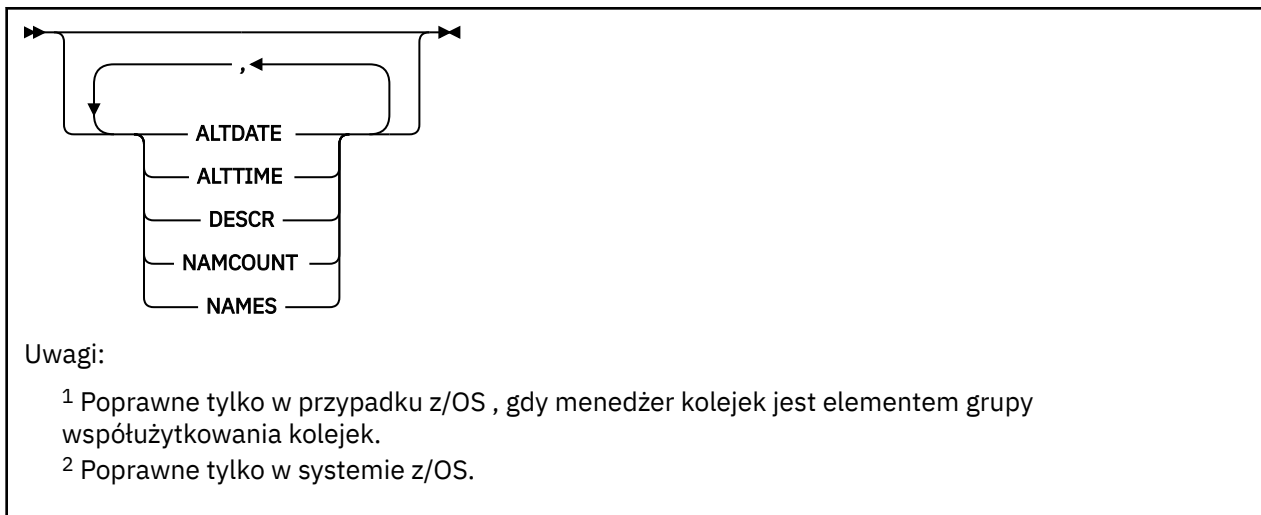 ,
ALTDATE
ALTTIME
DESCR
NAMCOUNT
NAMES
Uwagi:
1 Poprawne tylko w przypadku z/OS , gdy menedżer kolejek jest elementem grupy
współużytkowania kolejek.
2 Poprawne tylko w systemie z/OS.